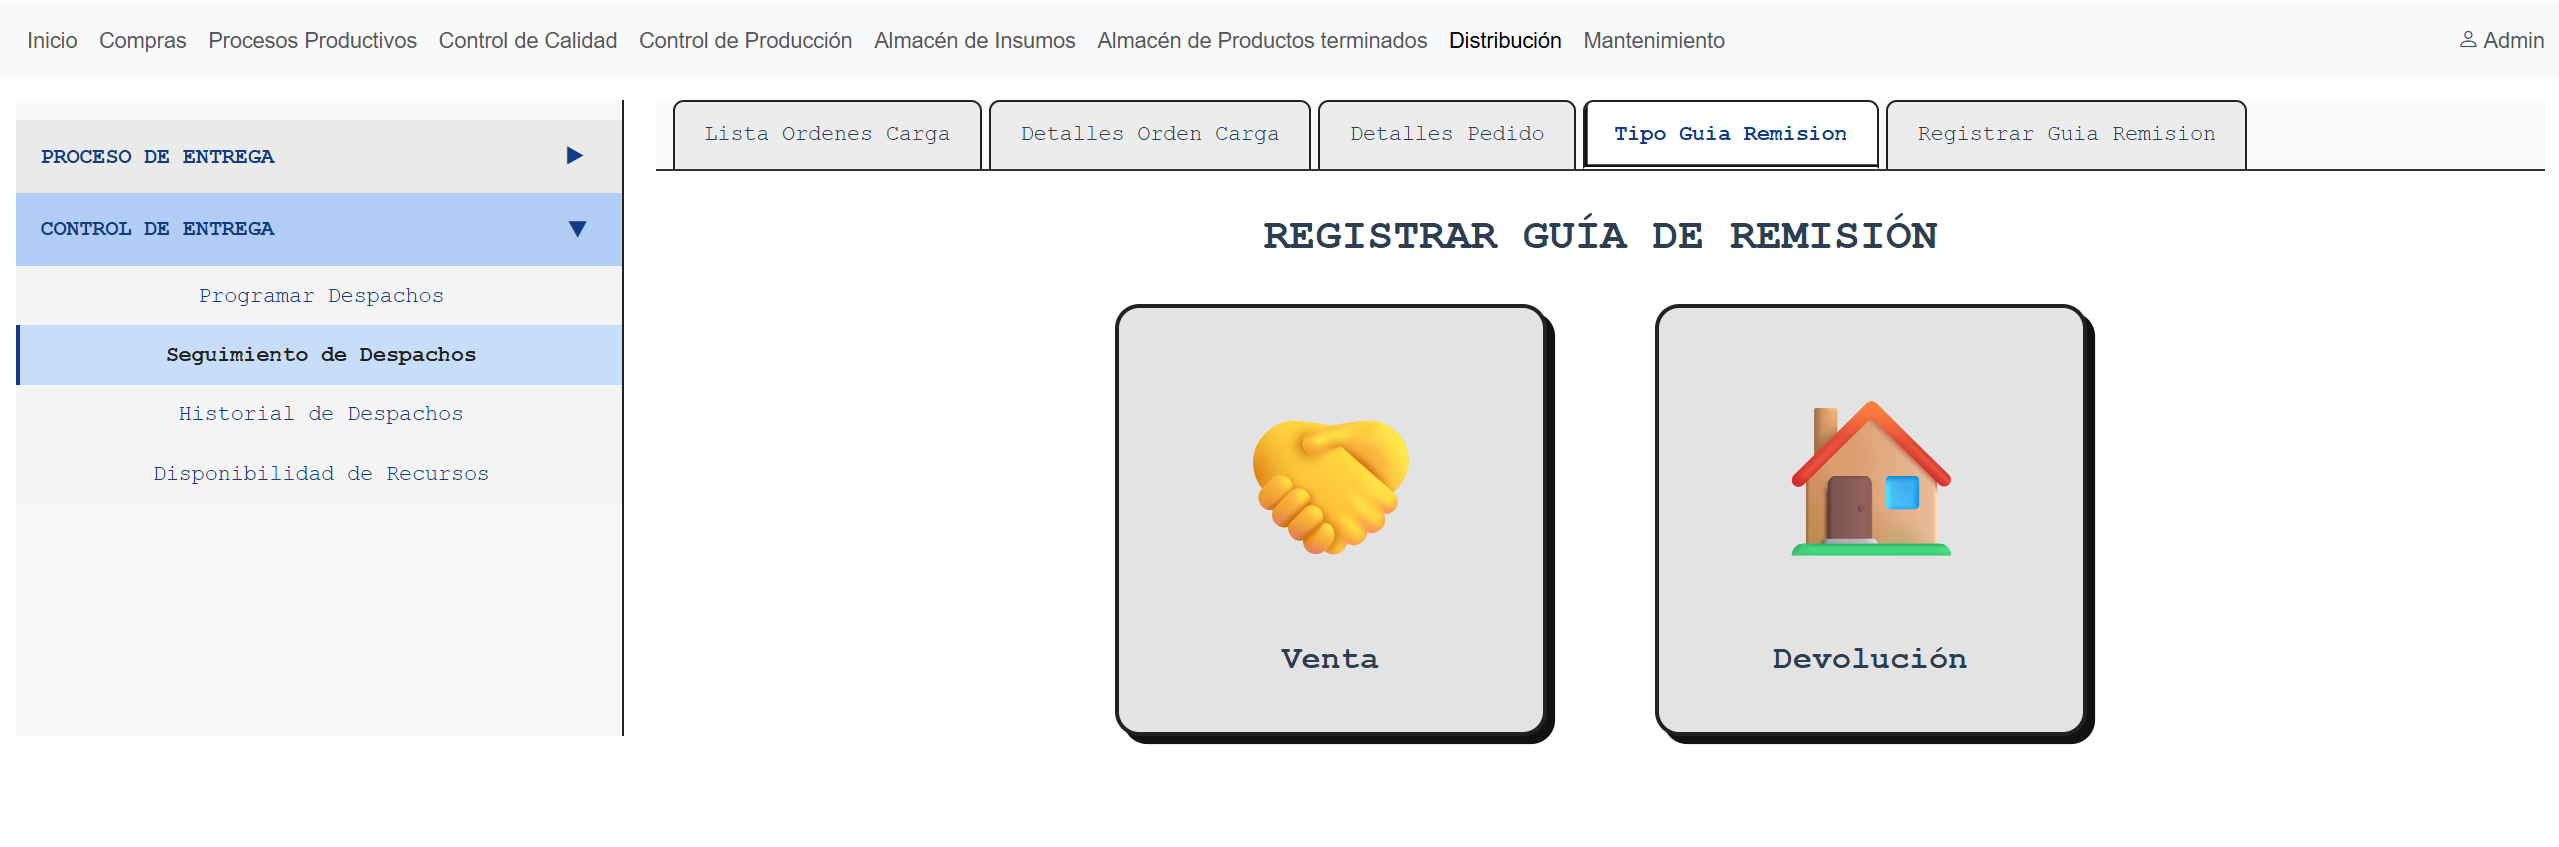 Inicio Compras Procesos Productivos Control de Calidad Control de Producción Almacén de Insumos Almacén de Productos terminados Distribución Mantenimiento Admin
PROCESO DE ENTREGA
CONTROL DE ENTREGA
Programar Despachos
Seguimiento de Despachos
Historial de Despachos
Disponibilidad de Recursos
Lista Ordenes Carga Detalles Orden Carga Detalles Pedido Tipo Guia Remision Registrar Guia Remision
REGISTRAR GUÍA DE REMISIÓN
Venta Devolución